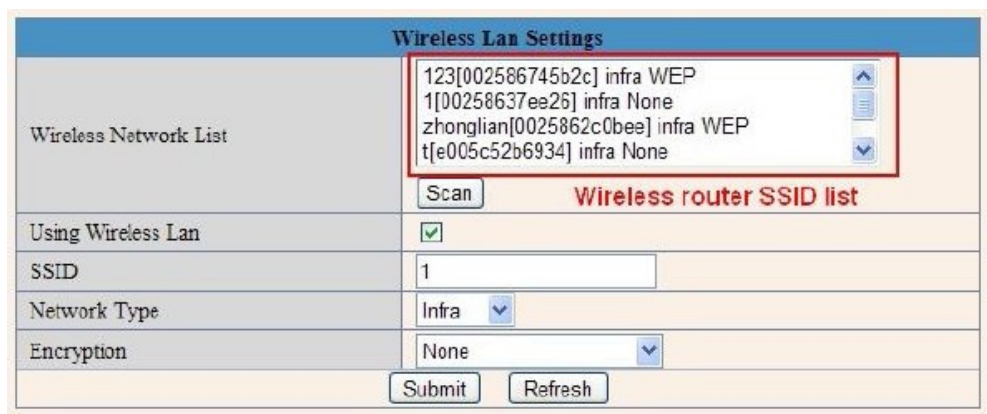 Wireless Lan Settings
Wireless Network List
123[002586745b2c] infra WEP
1[00258637ee26] infra None
zhonglian[0025862c0bee] infra WEP
t[e005c52b6934] infra None
Scan
Wireless router SSID list
Using Wireless Lan
SSID
1
Network Type
Infra
Encryption
None
Submit Refresh